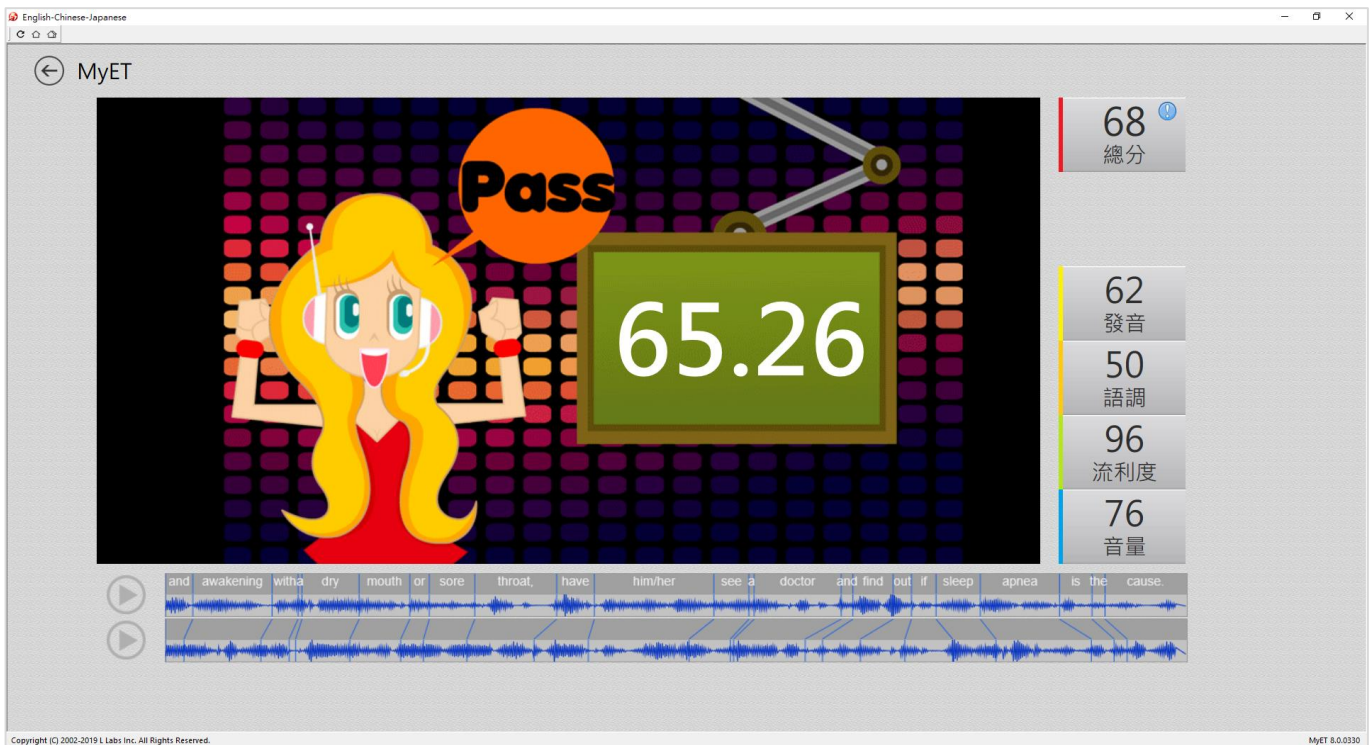 English-Chinese-Japanese
MyET
Pass
65.26
68
總分
62
發音
50
語調
96
流利度
76
音量
and awakening with a dry mouth or sore throat, have him/her see a doctor and find out if sleep apnea is the cause.
Copyright (C) 2002-2019 L Labs Inc. All Rights Reserved.
MyET 8.0.0330